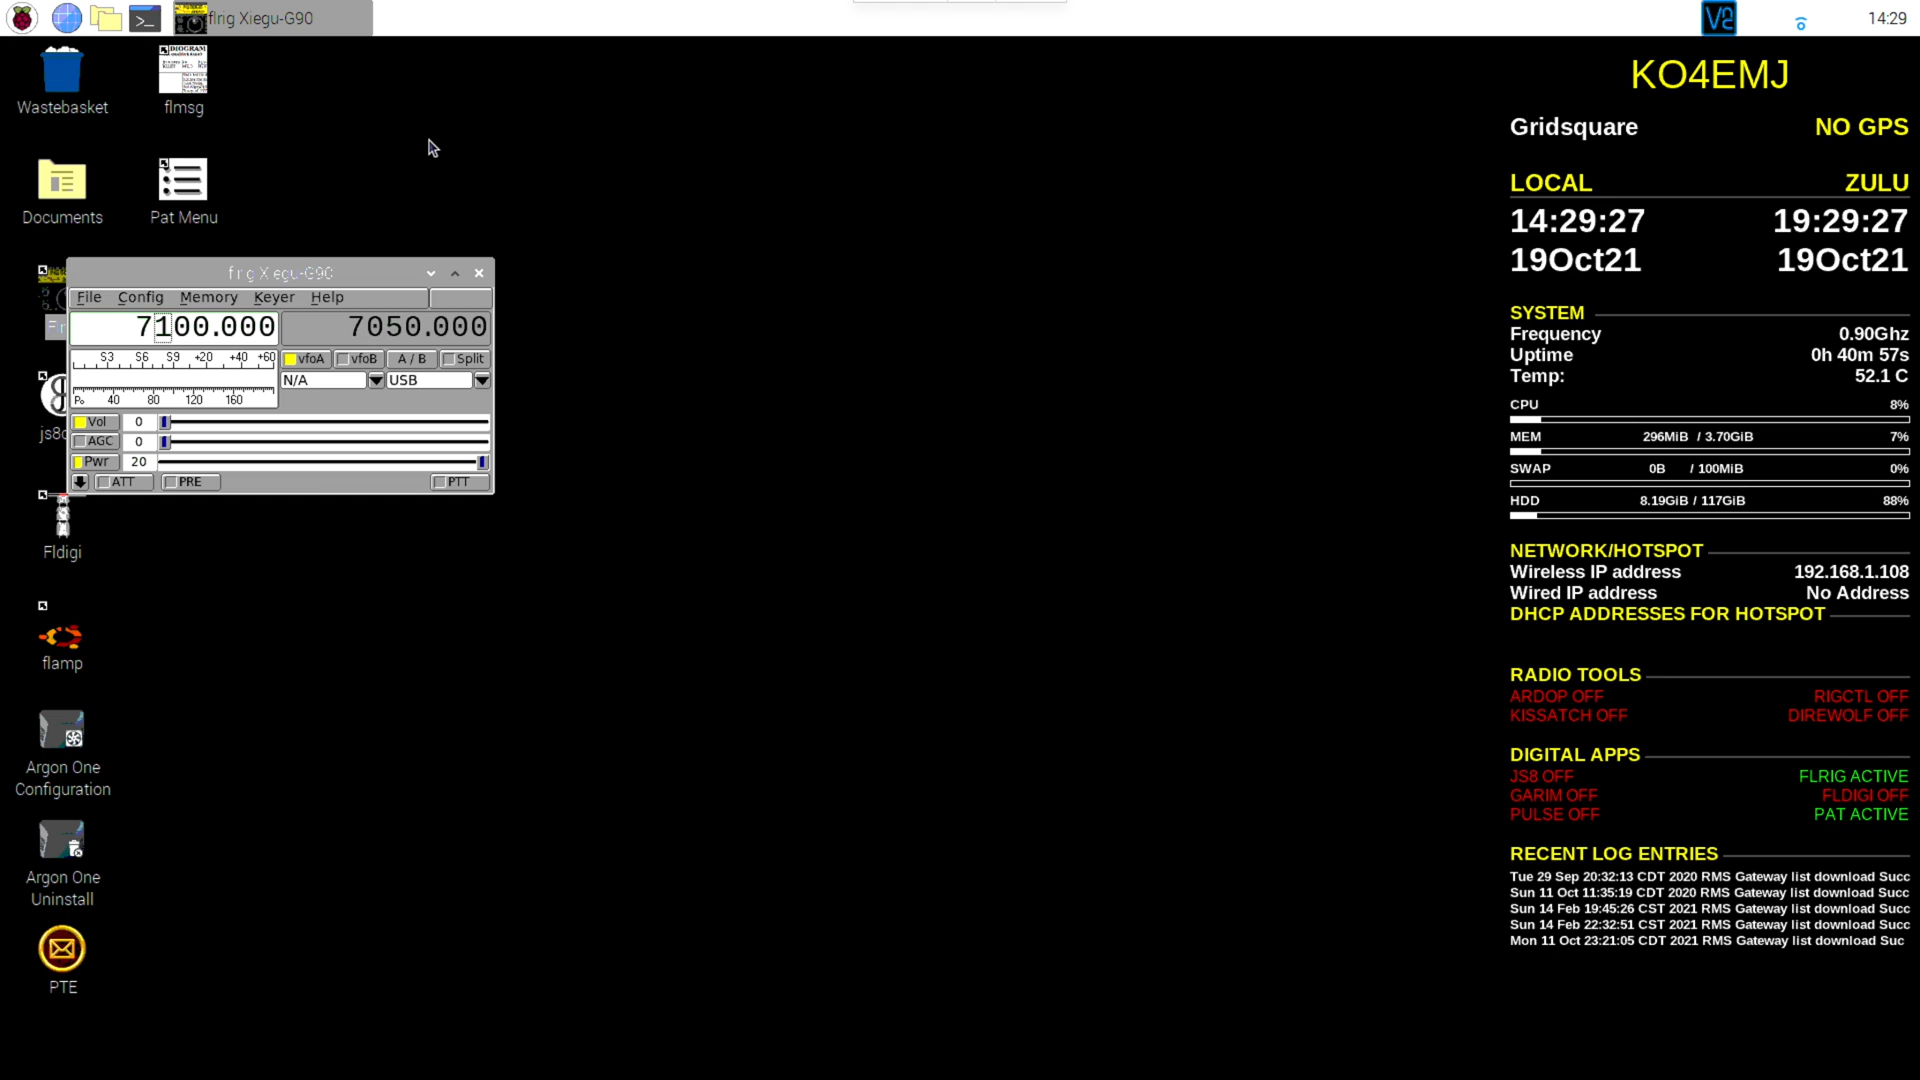 flrig Xiegu-G90
14:29
Wastebasket
flmsg
Documents
Pat Menu
Fldigi
flamp
Argon One
Configuration
Argon One
Uninstall
PTE
File Config Memory Keyer Help
7100.000 7050.000
S3 S6 S9 +20 +40 +60
vfoA vfoB A / B Split
N/A USB
Po 40 80 120 160
Vol 0
AGC 0
Pwr 20
ATT PRE PTT
KO4EMJ
Gridsquare NO GPS
LOCAL ZULU
14:29:27 19:29:27
19Oct21 19Oct21
SYSTEM
Frequency 0.90Ghz
Uptime 0h 40m 57s
Temp: 52.1 C
CPU 8%
MEM 296MiB / 3.70GiB 7%
SWAP 0B / 100MiB 0%
HDD 8.19GiB / 117GiB 88%
NETWORK/HOTSPOT
Wireless IP address 192.168.1.108
Wired IP address No Address
DHCP ADDRESSES FOR HOTSPOT
RADIO TOOLS
ARDOP OFF RIGCTL OFF
KISSATCH OFF DIREWOLF OFF
DIGITAL APPS
JS8 OFF FLRIG ACTIVE
GARIM OFF FLDIGI OFF
PULSE OFF PAT ACTIVE
RECENT LOG ENTRIES
Tue 29 Sep 20:32:13 CDT 2020 RMS Gateway list download Succ
Sun 11 Oct 11:35:19 CDT 2020 RMS Gateway list download Succ
Sun 14 Feb 19:45:26 CST 2021 RMS Gateway list download Succ
Sun 14 Feb 22:32:51 CST 2021 RMS Gateway list download Succ
Mon 11 Oct 23:21:05 CDT 2021 RMS Gateway list download Suc